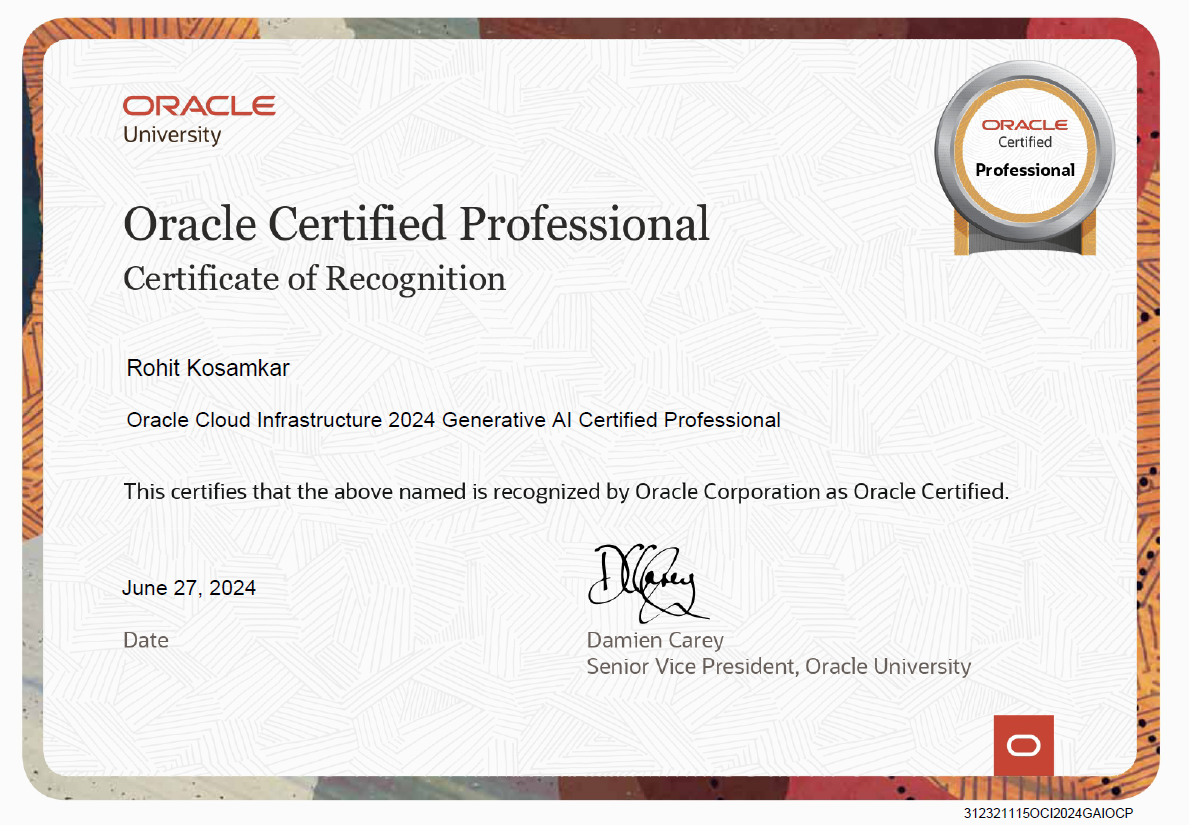 ORACLE
University
ORACLE
Certified
Professional
Oracle Certified Professional
Certificate of Recognition
Rohit Kosamkar
Oracle Cloud Infrastructure 2024 Generative AI Certified Professional
This certifies that the above named is recognized by Oracle Corporation as Oracle Certified.
June 27, 2024
DCarey
Date
Damien Carey
Senior Vice President, Oracle University
312321115OCI2024GAIOCP